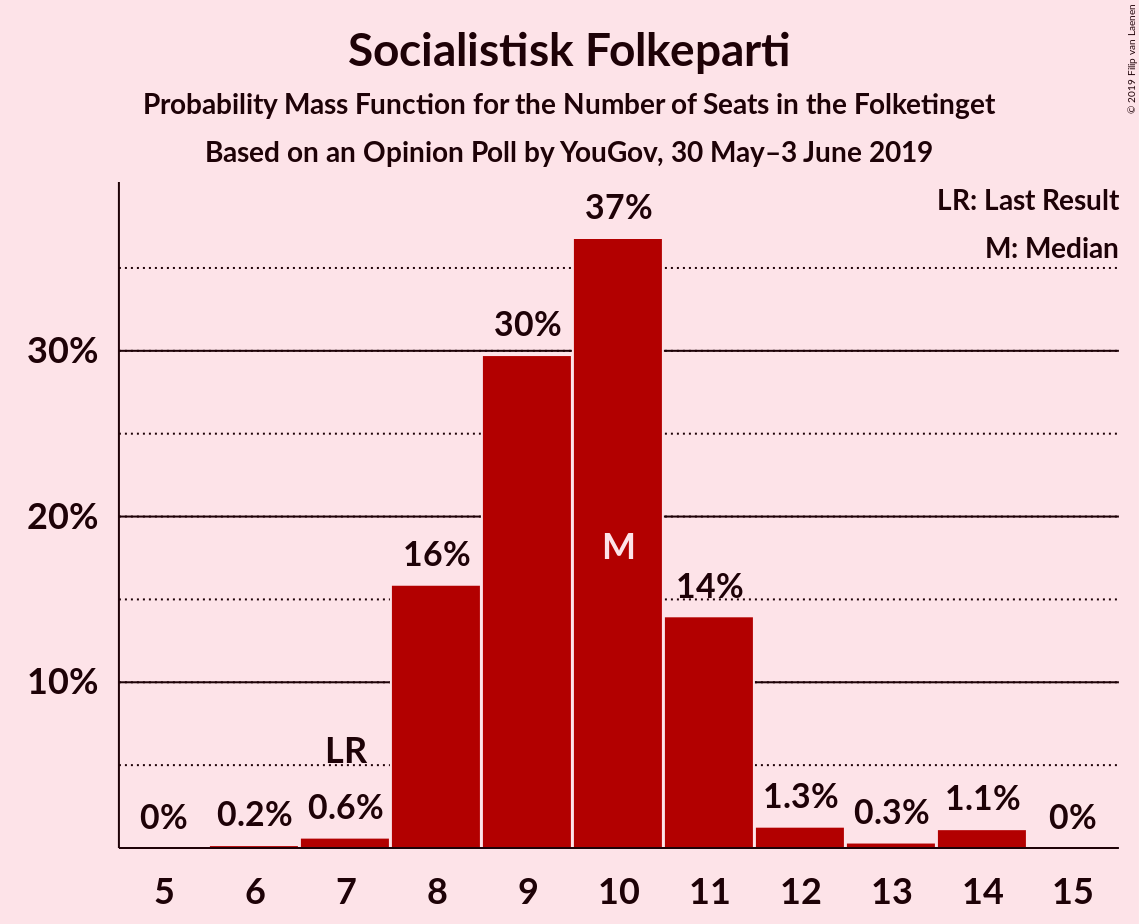 Socialistisk Folkeparti
Probability Mass Function for the Number of Seats in the Folketinget
Based on an Opinion Poll by YouGov, 30 May–3 June 2019
© 2019 Filip van Laenen
LR: Last Result
M: Median
37%
30%
30%
20%
16%
M
14%
10%
LR
0%
0.2%
0.6%
1.3%
0.3%
1.1%
0%
5 6 7 8 9 10 11 12 13 14 15